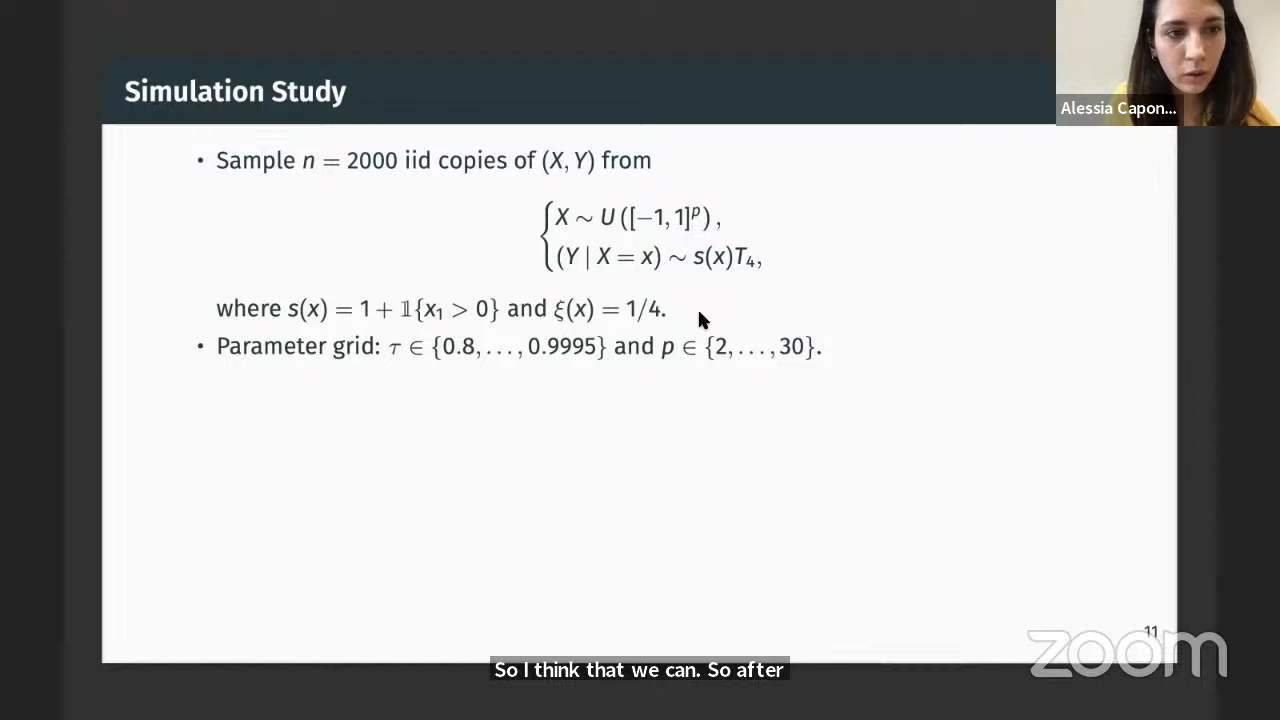 Simulation Study
Alessia Capon...
• Sample n = 2000 iid copies of (X, Y) from
{X ∼ U([−1, 1]ᵖ),
(Y | X = x) ∼ s(x)T₄,
where s(x) = 1 + 𝟙{x₁ > 0} and ξ(x) = 1/4.
• Parameter grid: τ ∈ {0.8, . . . , 0.9995} and p ∈ {2, . . . , 30}.
11
zoom
So I think that we can. So after